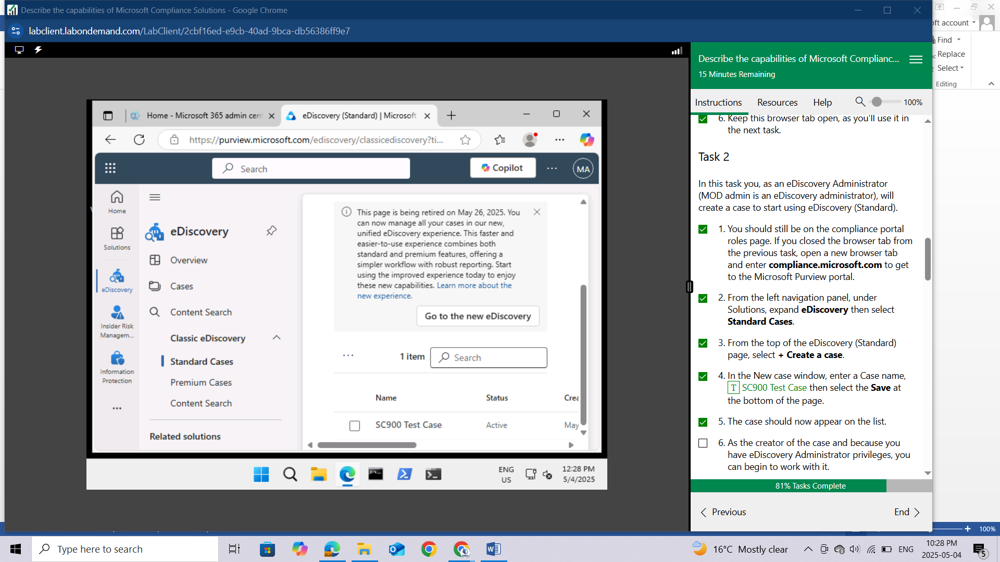 Describe the capabilities of Microsoft Compliance Solutions - Google Chrome
labclient.labondemand.com/LabClient/2cbf16ed-e9cb-40ad-9bca-db56386ff9e7
Home - Microsoft 365 admin cent
eDiscovery (Standard) | Microsoft
https://purview.microsoft.com/ediscovery/classicediscovery?ti...
Search
Copilot
MA
Home
Solutions
eDiscovery
Insider Risk
Managem...
Information
Protection
eDiscovery
Overview
Cases
Content Search
Classic eDiscovery
Standard Cases
Premium Cases
Content Search
Related solutions
This page is being retired on May 26, 2025. You
can now manage all your cases in our new,
unified eDiscovery experience. This faster and
easier-to-use experience combines both
standard and premium features, offering a
simpler workflow with robust reporting. Start
using the improved experience today to enjoy
these new capabilities. Learn more about the
new experience.
Go to the new eDiscovery
1 item
Search
Name Status Crea
SC900 Test Case Active May
ENG
US
12:28 PM
5/4/2025
Describe the capabilities of Microsoft Complianc...
15 Minutes Remaining
Instructions Resources Help 100%
6. Keep this browser tab open, as you'll use it in
the next task.
Task 2
In this task you, as an eDiscovery Administrator
(MOD admin is an eDiscovery administrator), will
create a case to start using eDiscovery (Standard).
1. You should still be on the compliance portal
roles page. If you closed the browser tab from
the previous task, open a new browser tab
and enter compliance.microsoft.com to get
to the Microsoft Purview portal.
2. From the left navigation panel, under
Solutions, expand eDiscovery then select
Standard Cases.
3. From the top of the eDiscovery (Standard)
page, select + Create a case.
4. In the New case window, enter a Case name,
T SC900 Test Case then select the Save at
the bottom of the page.
5. The case should now appear on the list.
6. As the creator of the case and because you
have eDiscovery Administrator privileges, you
can begin to work with it.
81% Tasks Complete
Previous
End
oft account
Find
Replace
Select
Editing
100%
Type here to search
16°C Mostly clear
ENG
10:28 PM
2025-05-04
5